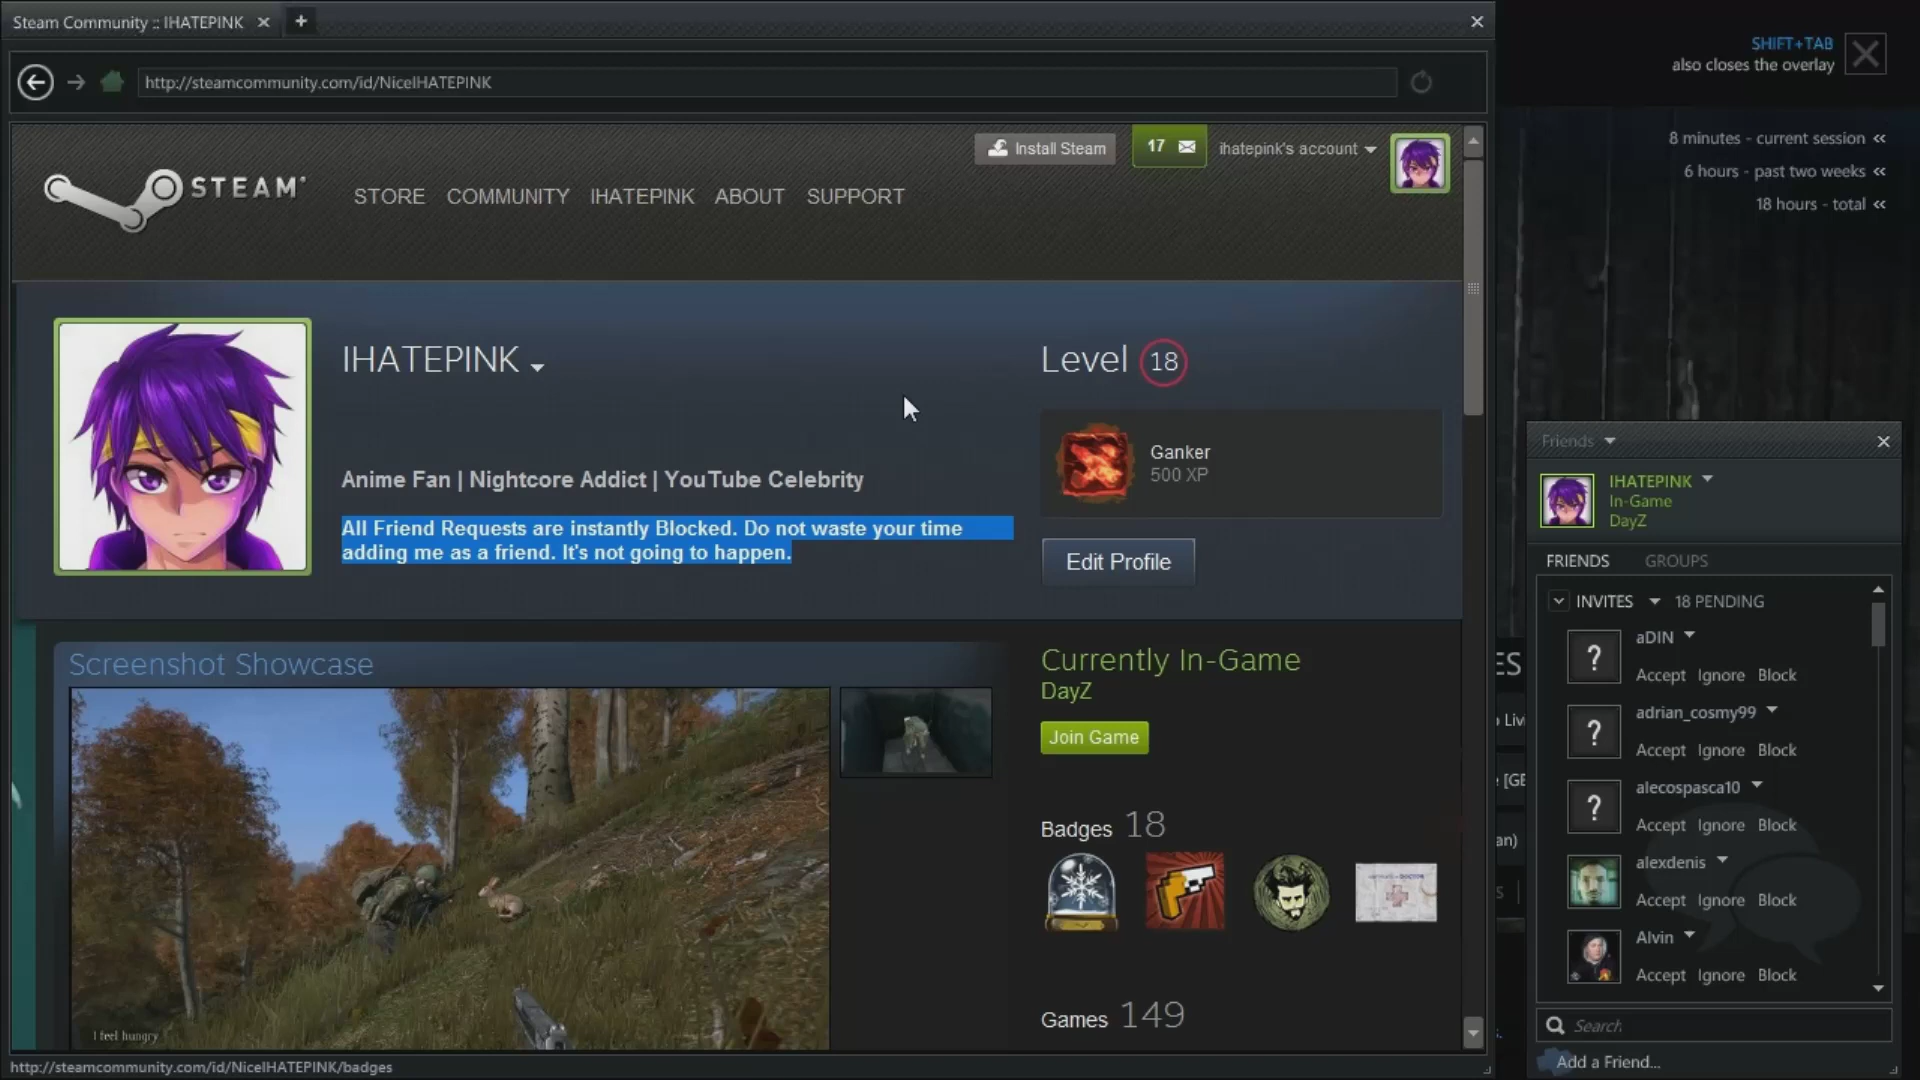 Steam Community :: IHATEPINK
SHIFT+TAB
also closes the overlay
http://steamcommunity.com/id/NiceIHATEPINK
8 minutes - current session
6 hours - past two weeks
18 hours - total
Install Steam
17
ihatepink's account
STEAM
STORE COMMUNITY IHATEPINK ABOUT SUPPORT
IHATEPINK
Level 18
Ganker
500 XP
Anime Fan | Nightcore Addict | YouTube Celebrity
All Friend Requests are instantly Blocked. Do not waste your time
adding me as a friend. It's not going to happen.
Edit Profile
Screenshot Showcase
I feel hungry
Currently In-Game
DayZ
Join Game
Badges 18
Games 149
http://steamcommunity.com/id/NiceIHATEPINK/badges
Friends
IHATEPINK
In-Game
DayZ
FRIENDS GROUPS
INVITES 18 PENDING
aDIN
Accept Ignore Block
adrian_cosmy99
Accept Ignore Block
alecospasca10
Accept Ignore Block
alexdenis
Accept Ignore Block
Alvin
Accept Ignore Block
Search
Add a Friend...